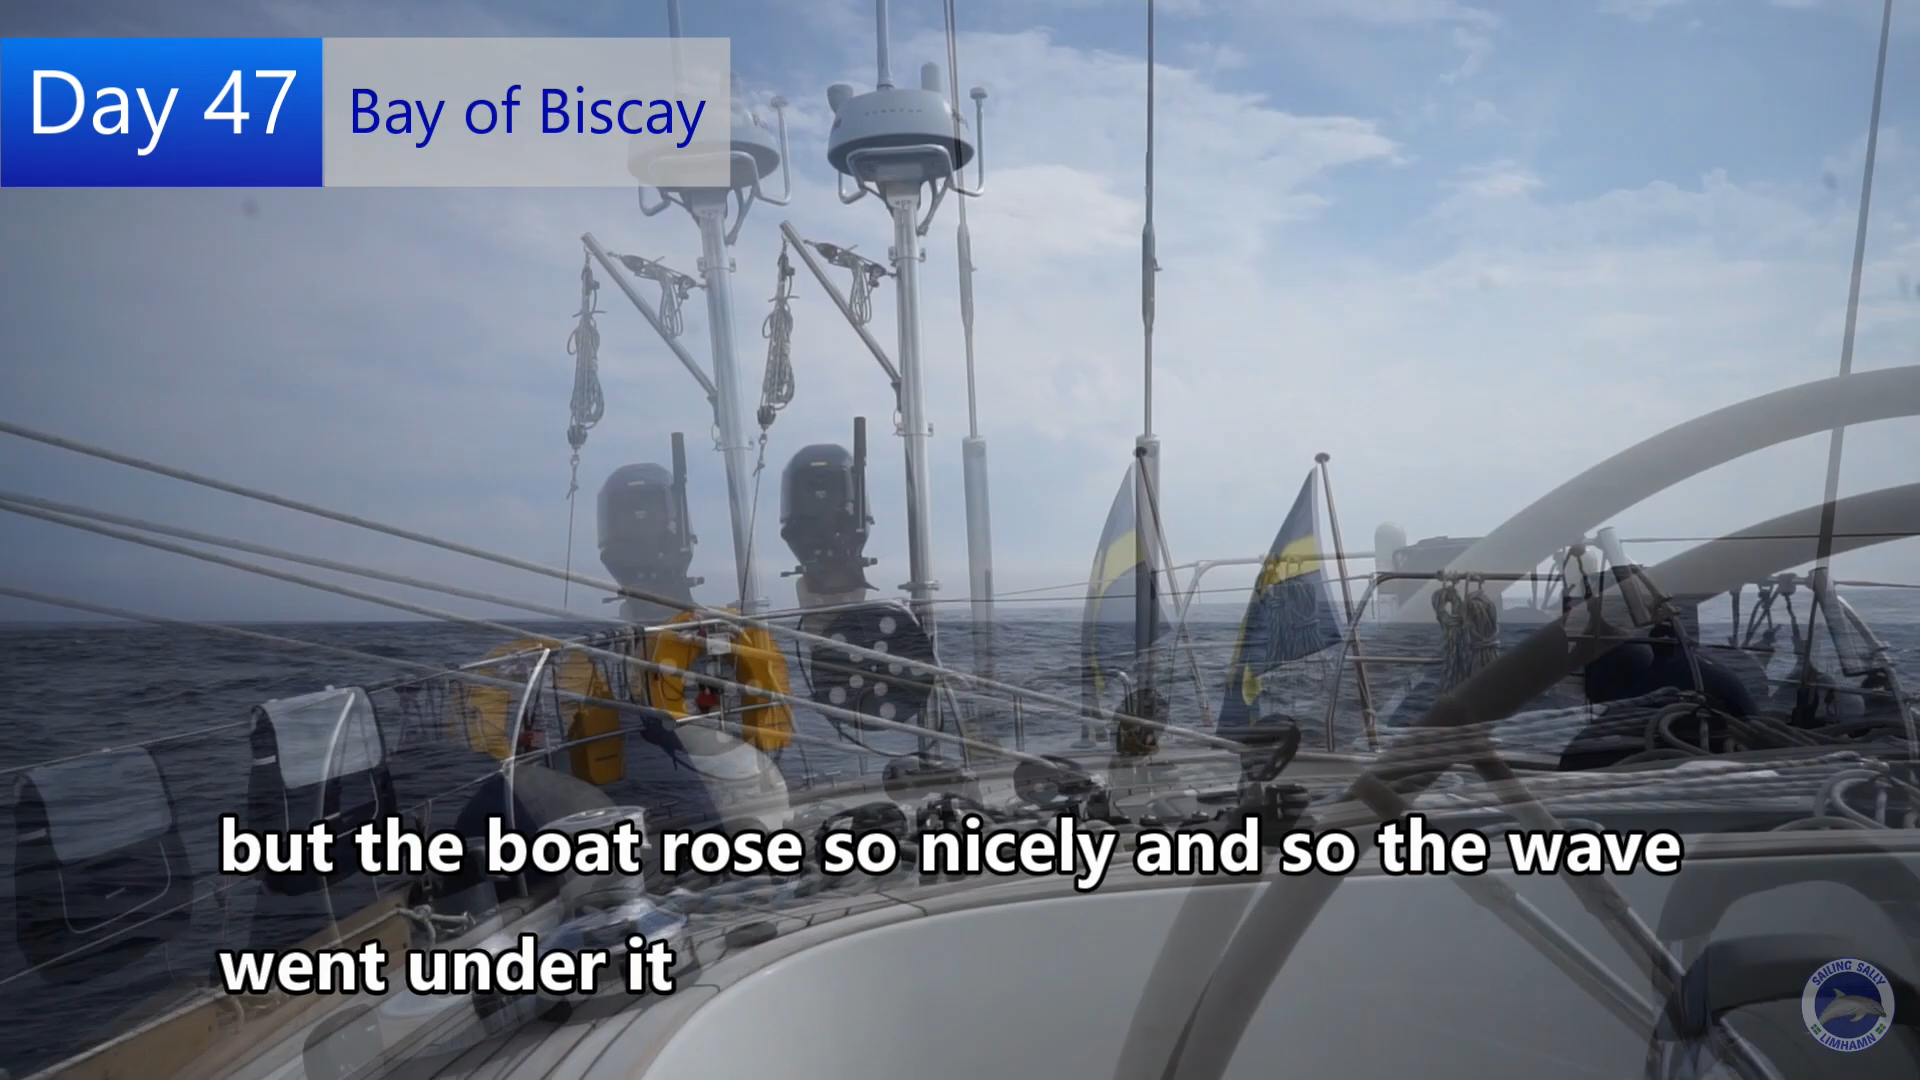 Day 47
Bay of Biscay
but the boat rose so nicely and so the wave
went under it
SAILING SALLY
LIMHAMN